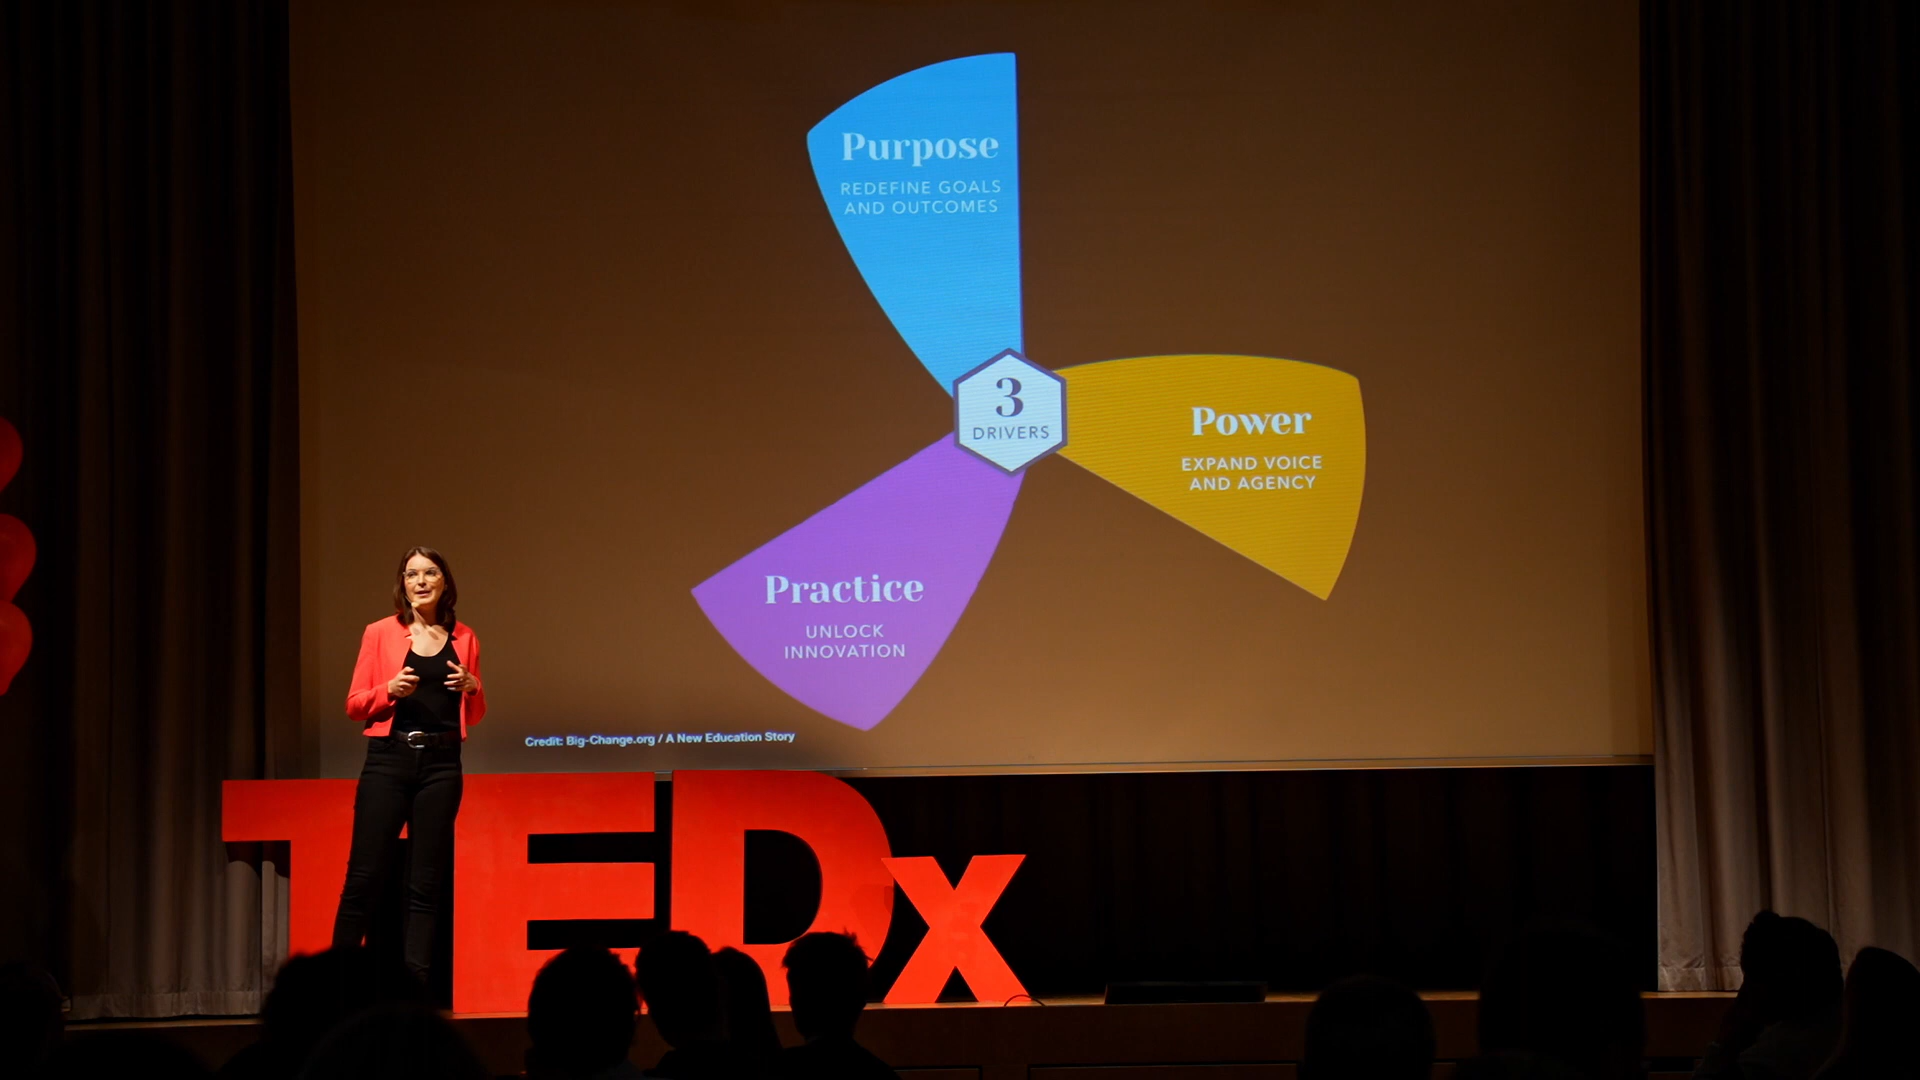 Purpose
REDEFINE GOALS
AND OUTCOMES
3
DRIVERS
Power
EXPAND VOICE
AND AGENCY
Practice
UNLOCK
INNOVATION
Credit: Big-Change.org / A New Education Story
TEDx